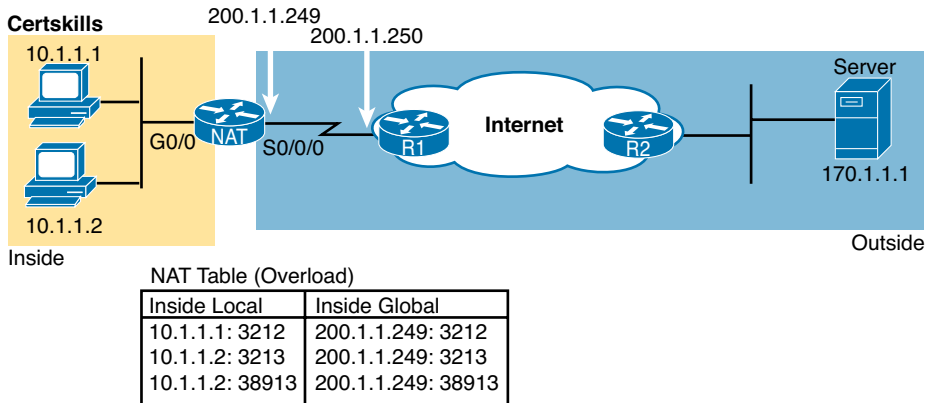 200.1.1.249
Certskills
200.1.1.250
10.1.1.1
Server
Internet
G0/0
NAT
S0/0/0
R1
R2
170.1.1.1
10.1.1.2
Inside
Outside
NAT Table (Overload)
Inside Local Inside Global
10.1.1.1: 3212 200.1.1.249: 3212
10.1.1.2: 3213 200.1.1.249: 3213
10.1.1.2: 38913 200.1.1.249: 38913